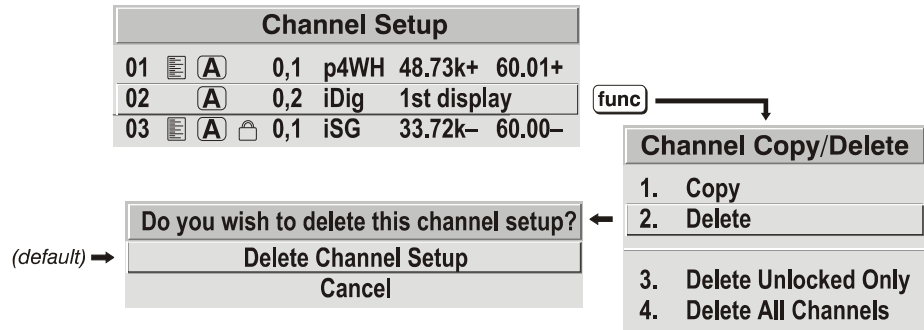 Channel Setup
01 A 0,1 p4WH 48.73k+ 60.01+
02 A 0,2 iDig 1st display
03 A 0,1 iSG 33.72k– 60.00–
func
Channel Copy/Delete
1. Copy
2. Delete
3. Delete Unlocked Only
4. Delete All Channels
Do you wish to delete this channel setup?
(default) Delete Channel Setup
Cancel